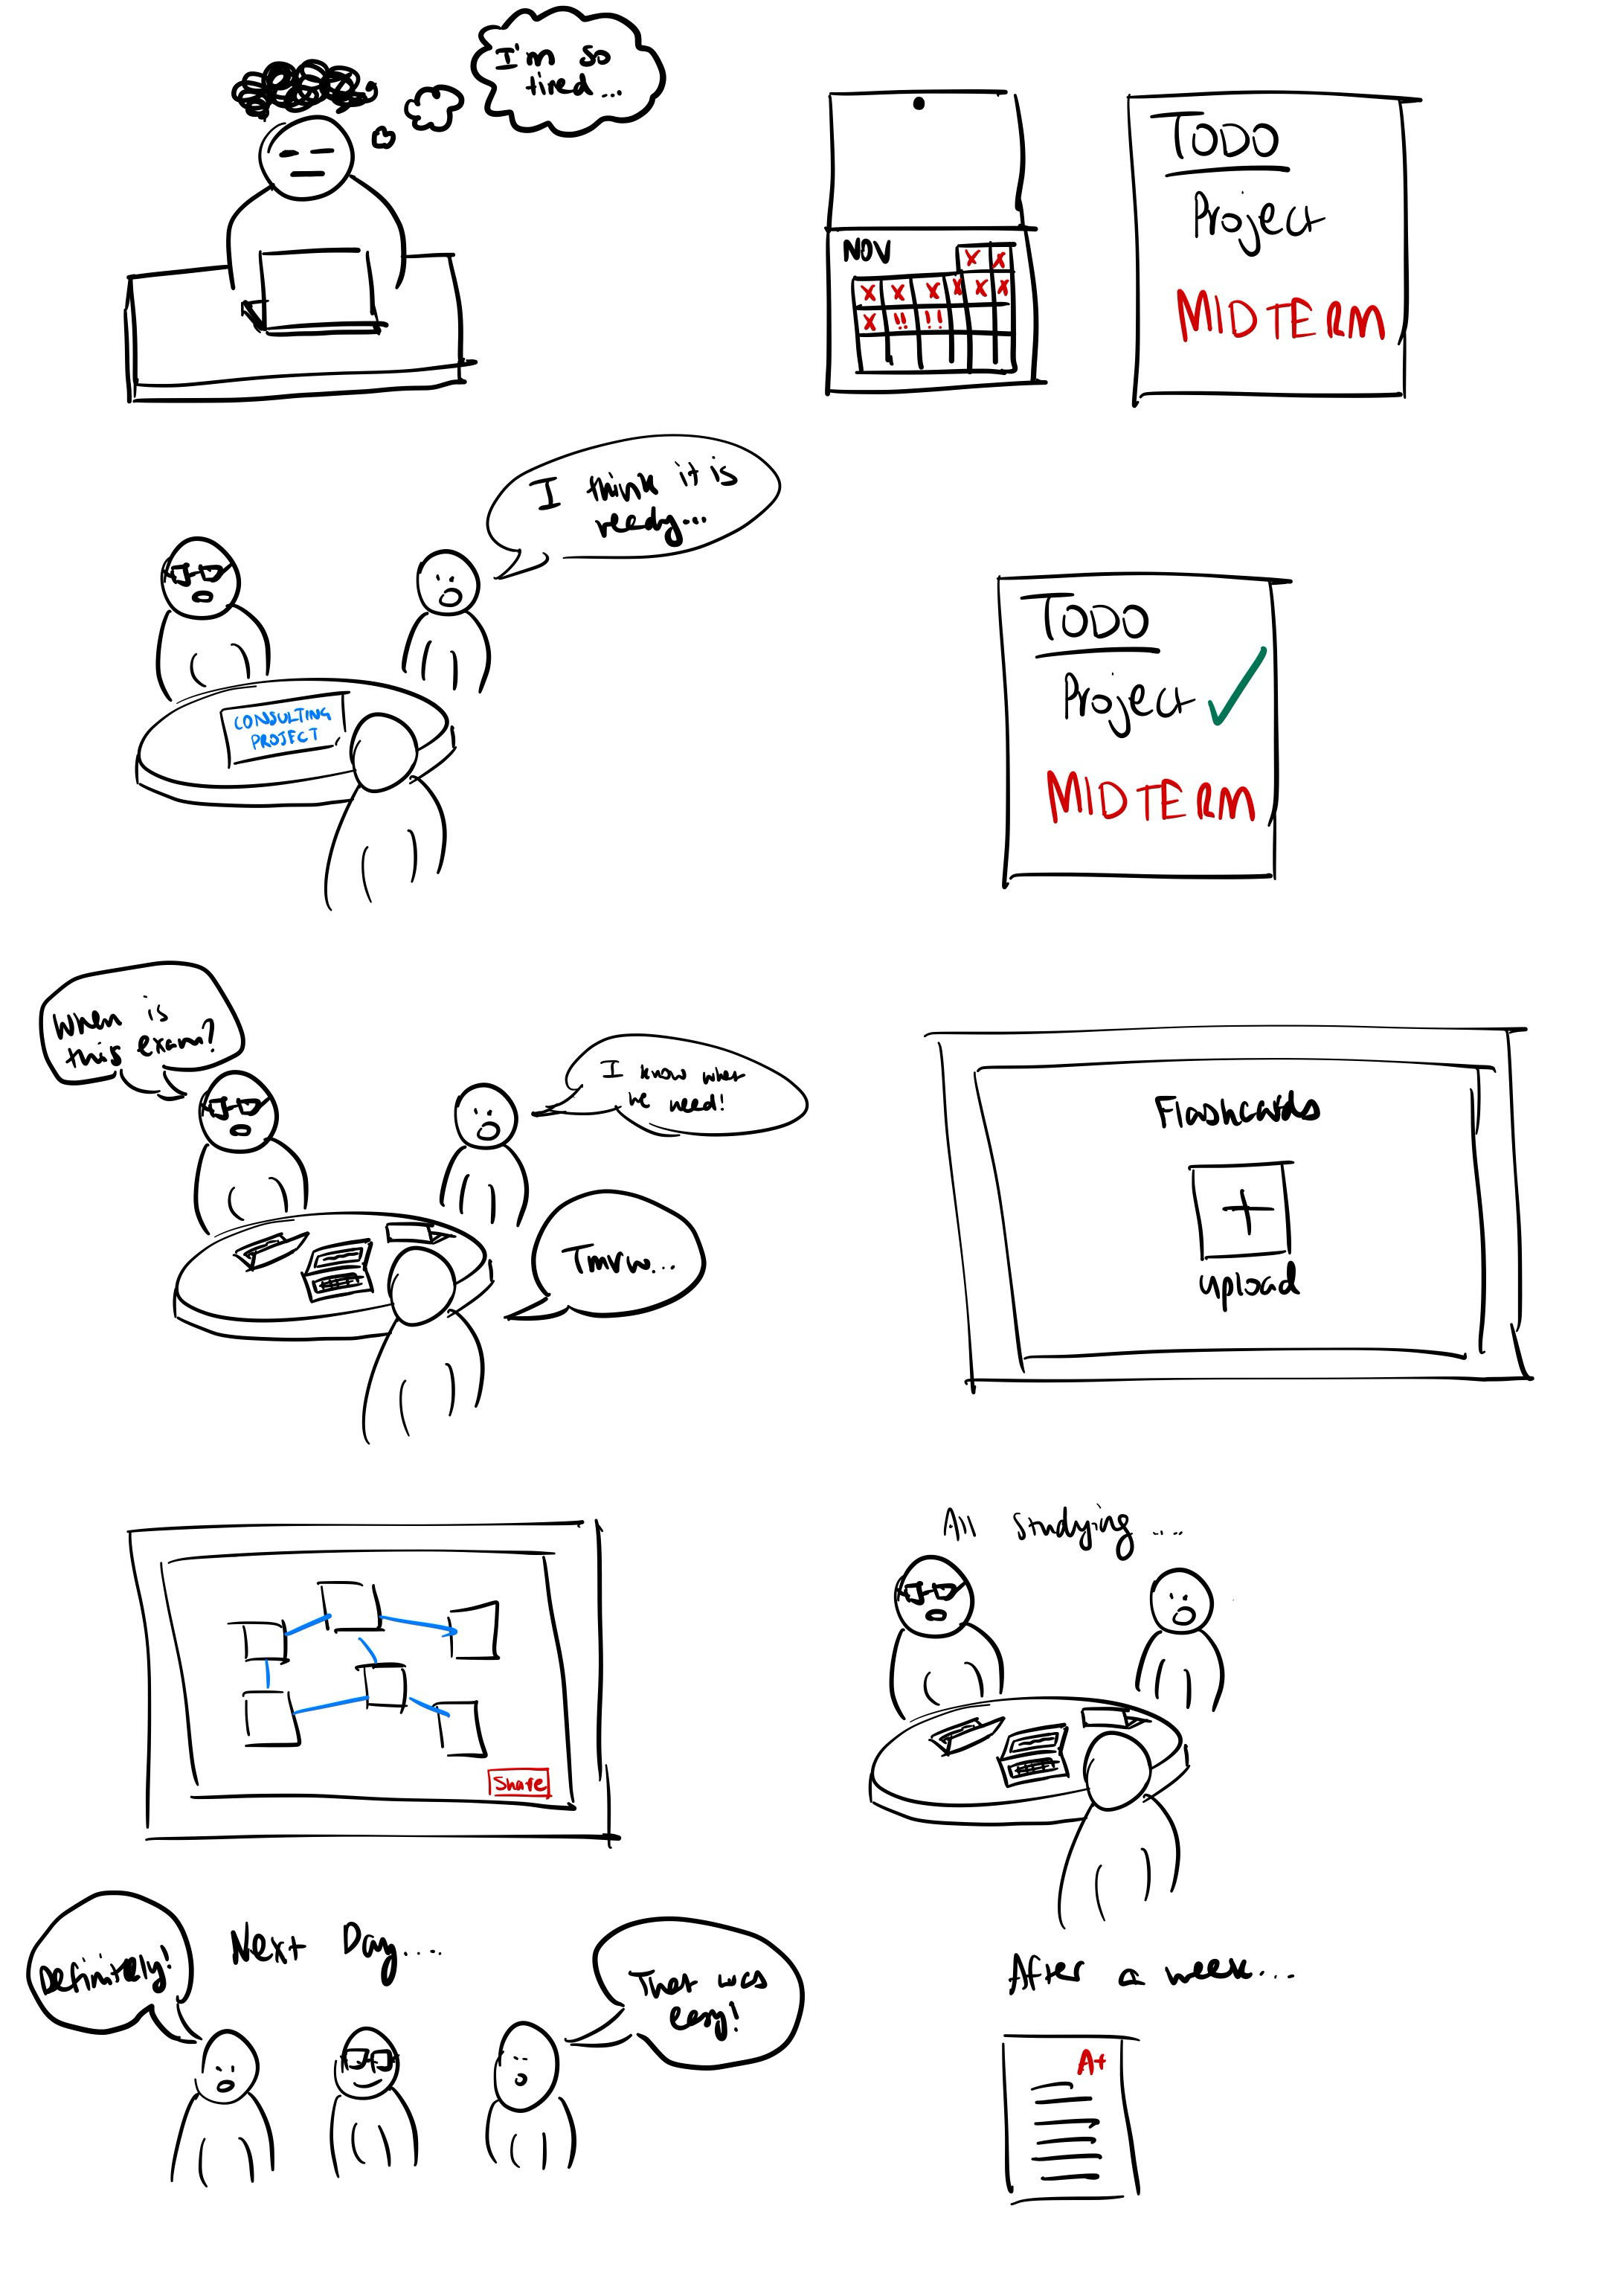 I'm so
tired...
NOV
X X
X X X X X X
X !! !!
TODO
Project
MIDTERM
I think it is
ready...
CONSULTING
PROJECT
TODO
Project ✓
MIDTERM
When is
this exam?
I know what
we need!
Tmrw...
Flashcards
+
upload
Share
All studying....
Definitely!
Next Day....
That was
easy!
After a week...
A+